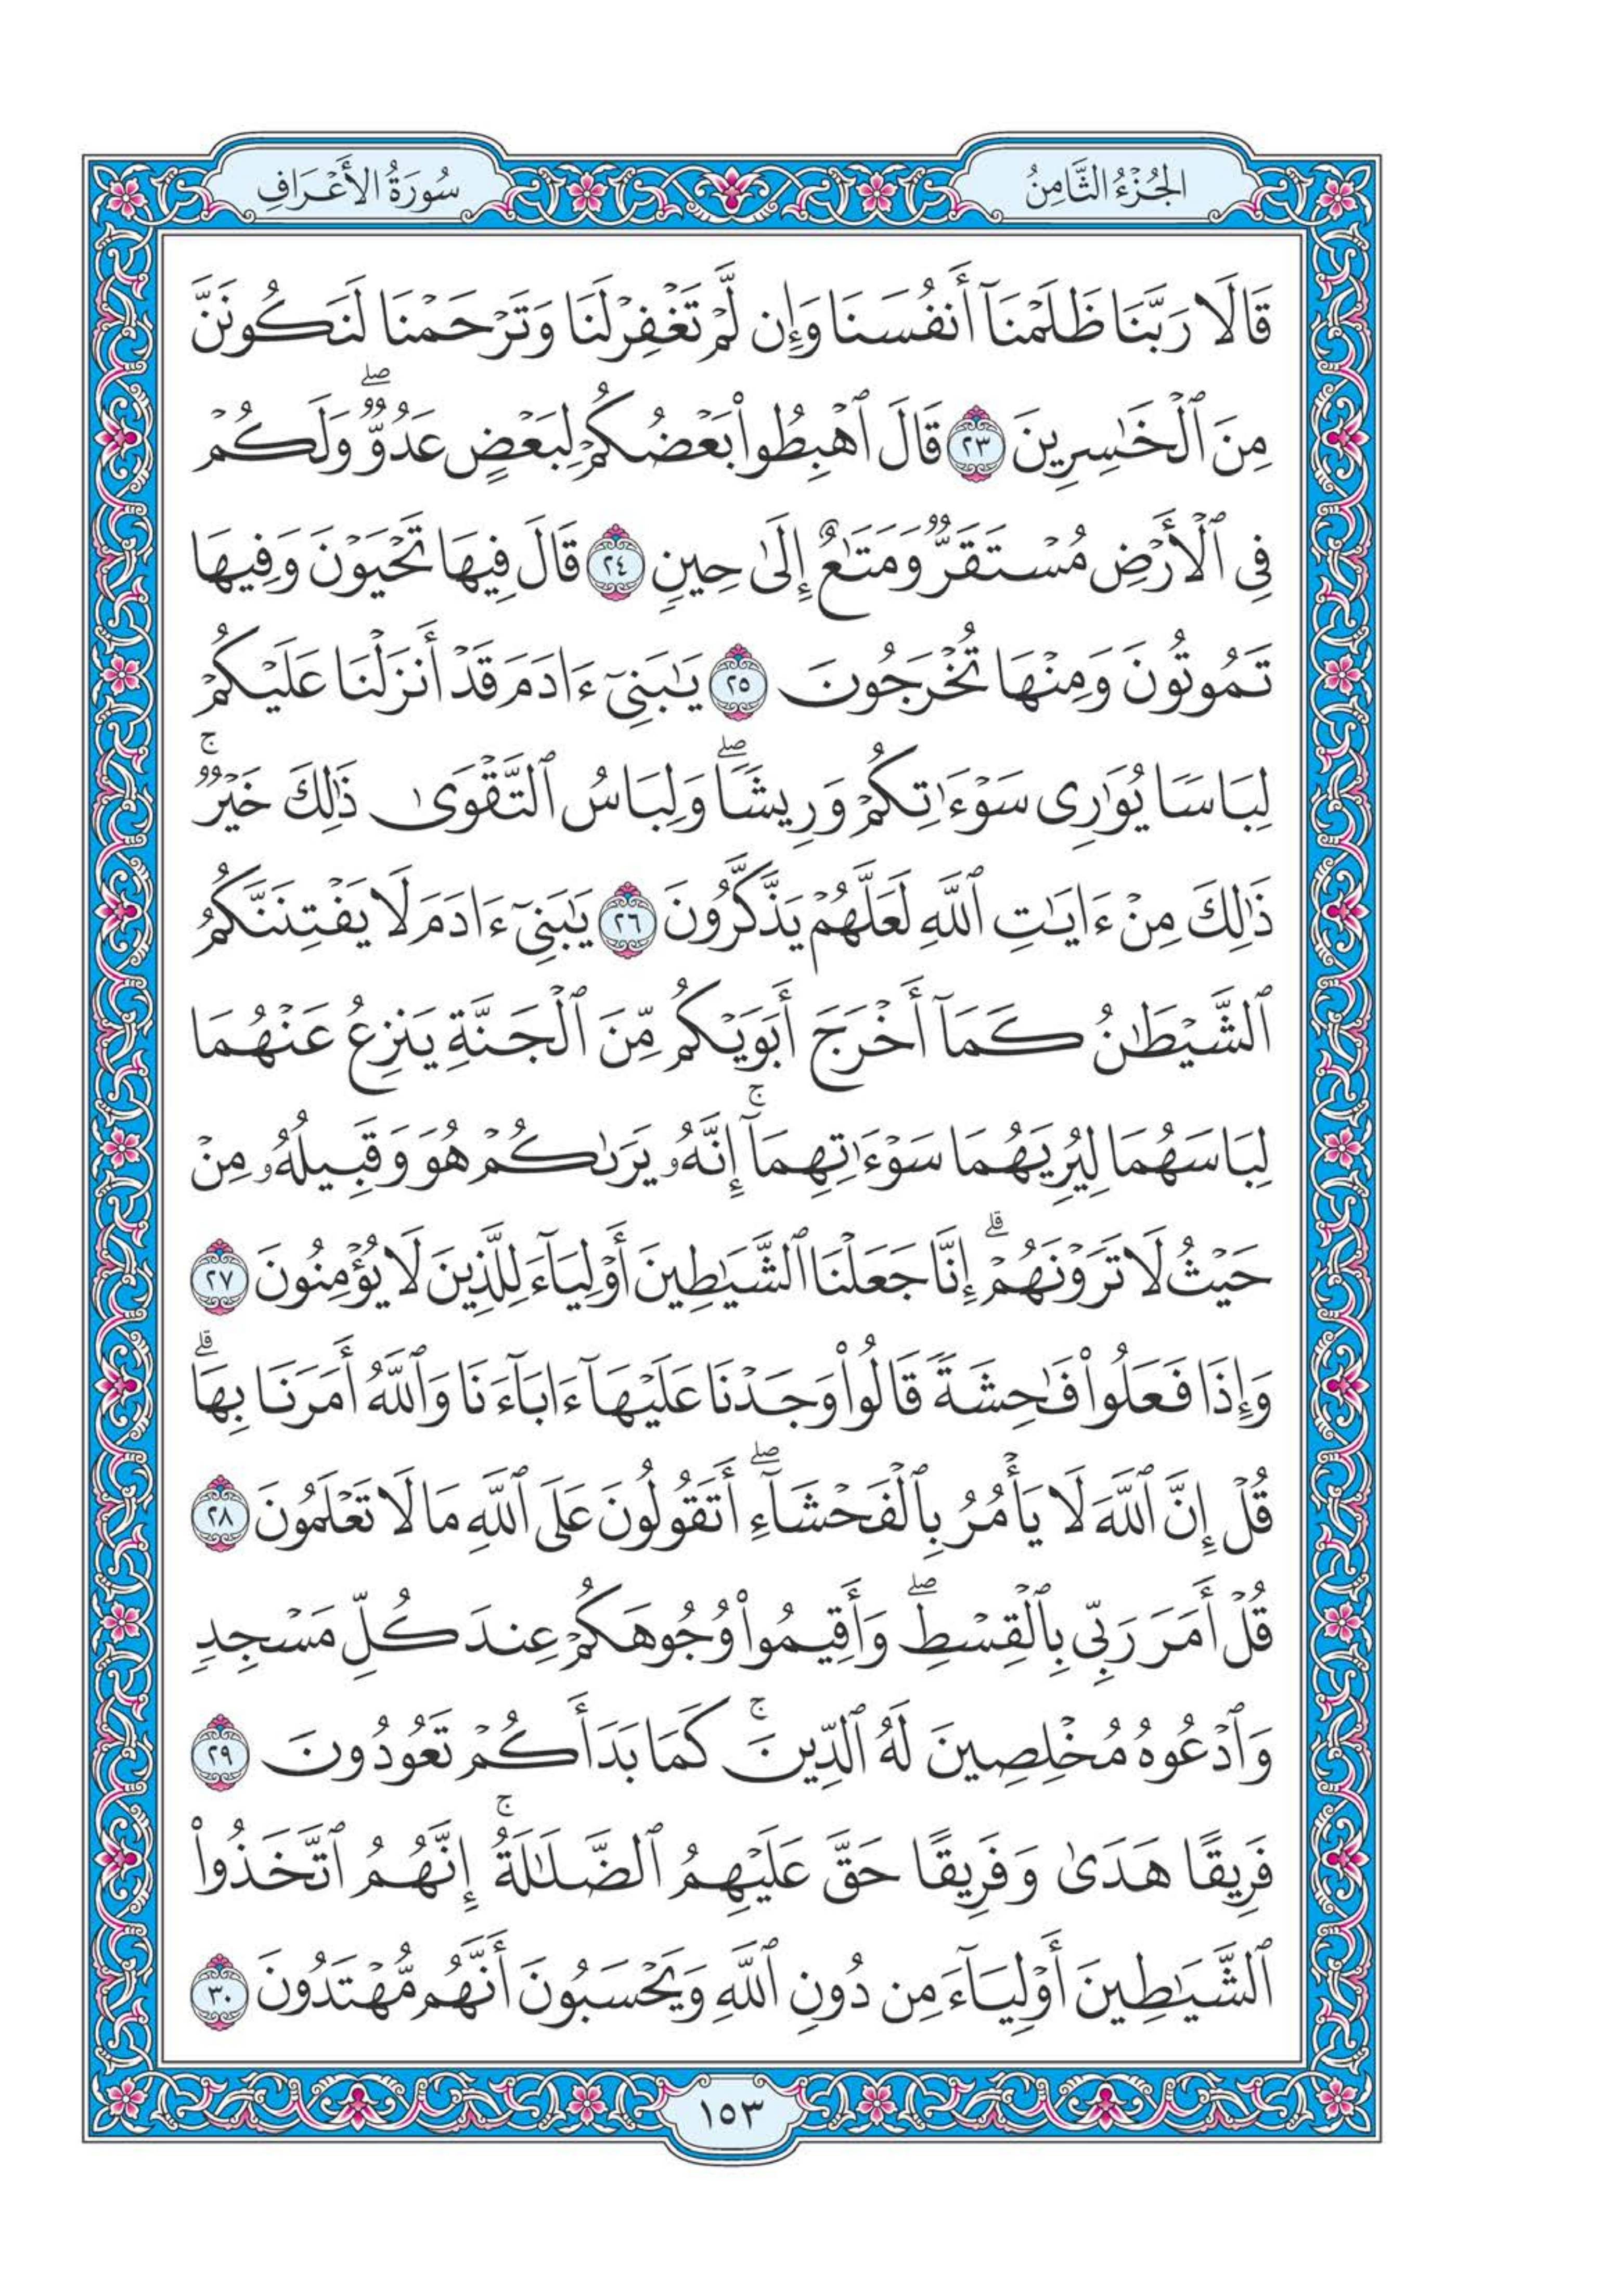 الجُزْءُ الثَّامِنُ
سُورَةُ الأَعْرَافِ
قَالَا رَبَّنَا ظَلَمْنَآ أَنفُسَنَا وَإِن لَّمْ تَغْفِرْ لَنَا وَتَرْحَمْنَا لَنَكُونَنَّ
مِنَ ٱلْخَٰسِرِينَ ٢٣ قَالَ ٱهْبِطُوا۟ بَعْضُكُمْ لِبَعْضٍ عَدُوٌّ ۖ وَلَكُمْ
فِى ٱلْأَرْضِ مُسْتَقَرٌّ وَمَتَٰعٌ إِلَىٰ حِينٍ ٢٤ قَالَ فِيهَا تَحْيَوْنَ وَفِيهَا
تَمُوتُونَ وَمِنْهَا تُخْرَجُونَ ٢٥ يَٰبَنِىٓ ءَادَمَ قَدْ أَنزَلْنَا عَلَيْكُمْ
لِبَاسًا يُوَٰرِى سَوْءَٰتِكُمْ وَرِيشًا ۖ وَلِبَاسُ ٱلتَّقْوَىٰ ذَٰلِكَ خَيْرٌ ۚ
ذَٰلِكَ مِنْ ءَايَٰتِ ٱللَّهِ لَعَلَّهُمْ يَذَّكَّرُونَ ٢٦ يَٰبَنِىٓ ءَادَمَ لَا يَفْتِنَنَّكُمُ
ٱلشَّيْطَٰنُ كَمَآ أَخْرَجَ أَبَوَيْكُم مِّنَ ٱلْجَنَّةِ يَنزِعُ عَنْهُمَا
لِبَاسَهُمَا لِيُرِيَهُمَا سَوْءَٰتِهِمَآ ۚ إِنَّهُۥ يَرَىٰكُمْ هُوَ وَقَبِيلُهُۥ مِنْ
حَيْثُ لَا تَرَوْنَهُمْ ۗ إِنَّا جَعَلْنَا ٱلشَّيَٰطِينَ أَوْلِيَآءَ لِلَّذِينَ لَا يُؤْمِنُونَ ٢٧
وَإِذَا فَعَلُوا۟ فَٰحِشَةً قَالُوا۟ وَجَدْنَا عَلَيْهَآ ءَابَآءَنَا وَٱللَّهُ أَمَرَنَا بِهَا ۗ
قُلْ إِنَّ ٱللَّهَ لَا يَأْمُرُ بِٱلْفَحْشَآءِ ۖ أَتَقُولُونَ عَلَى ٱللَّهِ مَا لَا تَعْلَمُونَ ٢٨
قُلْ أَمَرَ رَبِّى بِٱلْقِسْطِ ۖ وَأَقِيمُوا۟ وُجُوهَكُمْ عِندَ كُلِّ مَسْجِدٍ
وَٱدْعُوهُ مُخْلِصِينَ لَهُ ٱلدِّينَ ۚ كَمَا بَدَأَكُمْ تَعُودُونَ ٢٩
فَرِيقًا هَدَىٰ وَفَرِيقًا حَقَّ عَلَيْهِمُ ٱلضَّلَٰلَةُ ۚ إِنَّهُمُ ٱتَّخَذُوا۟
ٱلشَّيَٰطِينَ أَوْلِيَآءَ مِن دُونِ ٱللَّهِ وَيَحْسَبُونَ أَنَّهُم مُّهْتَدُونَ ٣٠
١٥٣